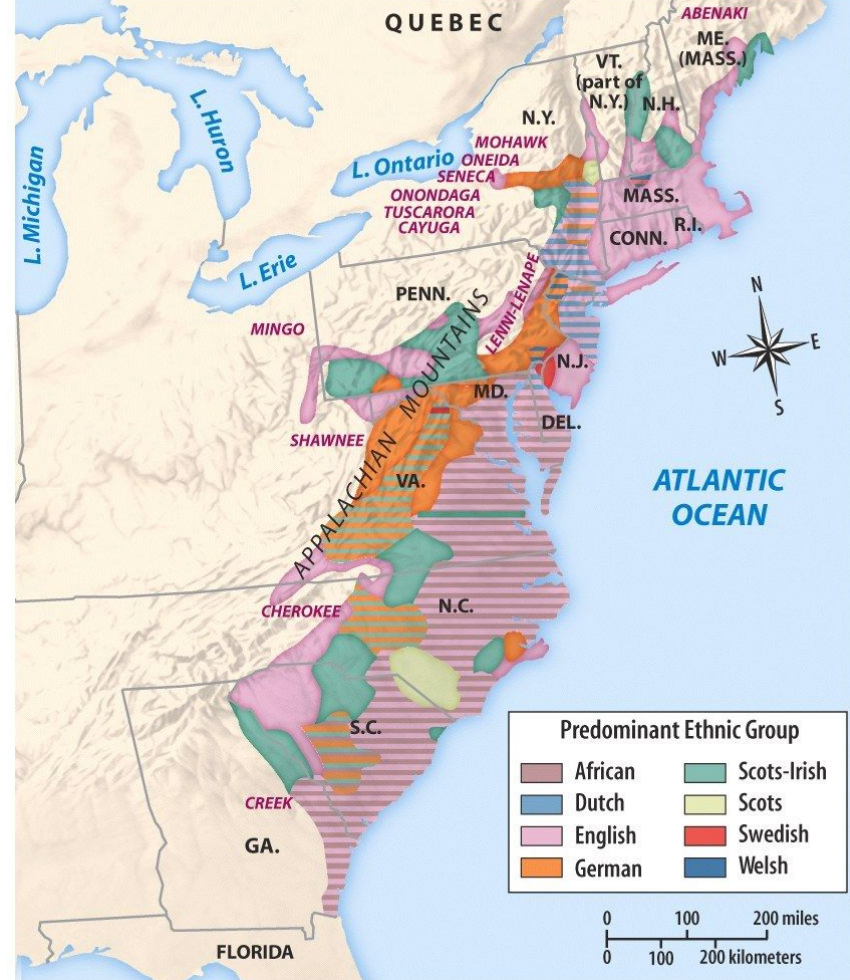 QUEBEC
ABENAKI
ME.
(MASS.)
VT.
(part of
N.Y.)
N.H.
N.Y.
L. Huron
L. Michigan
L. Ontario
L. Erie
MOHAWK
ONEIDA
SENECA
ONONDAGA
TUSCARORA
CAYUGA
MASS.
R.I.
CONN.
LENNI-LENAPE
PENN.
MINGO
N.J.
MD.
DEL.
SHAWNEE
APPALACHIAN MOUNTAINS
VA.
N
W
E
S
ATLANTIC
OCEAN
CHEROKEE
N.C.
S.C.
CREEK
GA.
FLORIDA
Predominant Ethnic Group
African
Dutch
English
German
Scots-Irish
Scots
Swedish
Welsh
0 100 200 miles
0 100 200 kilometers